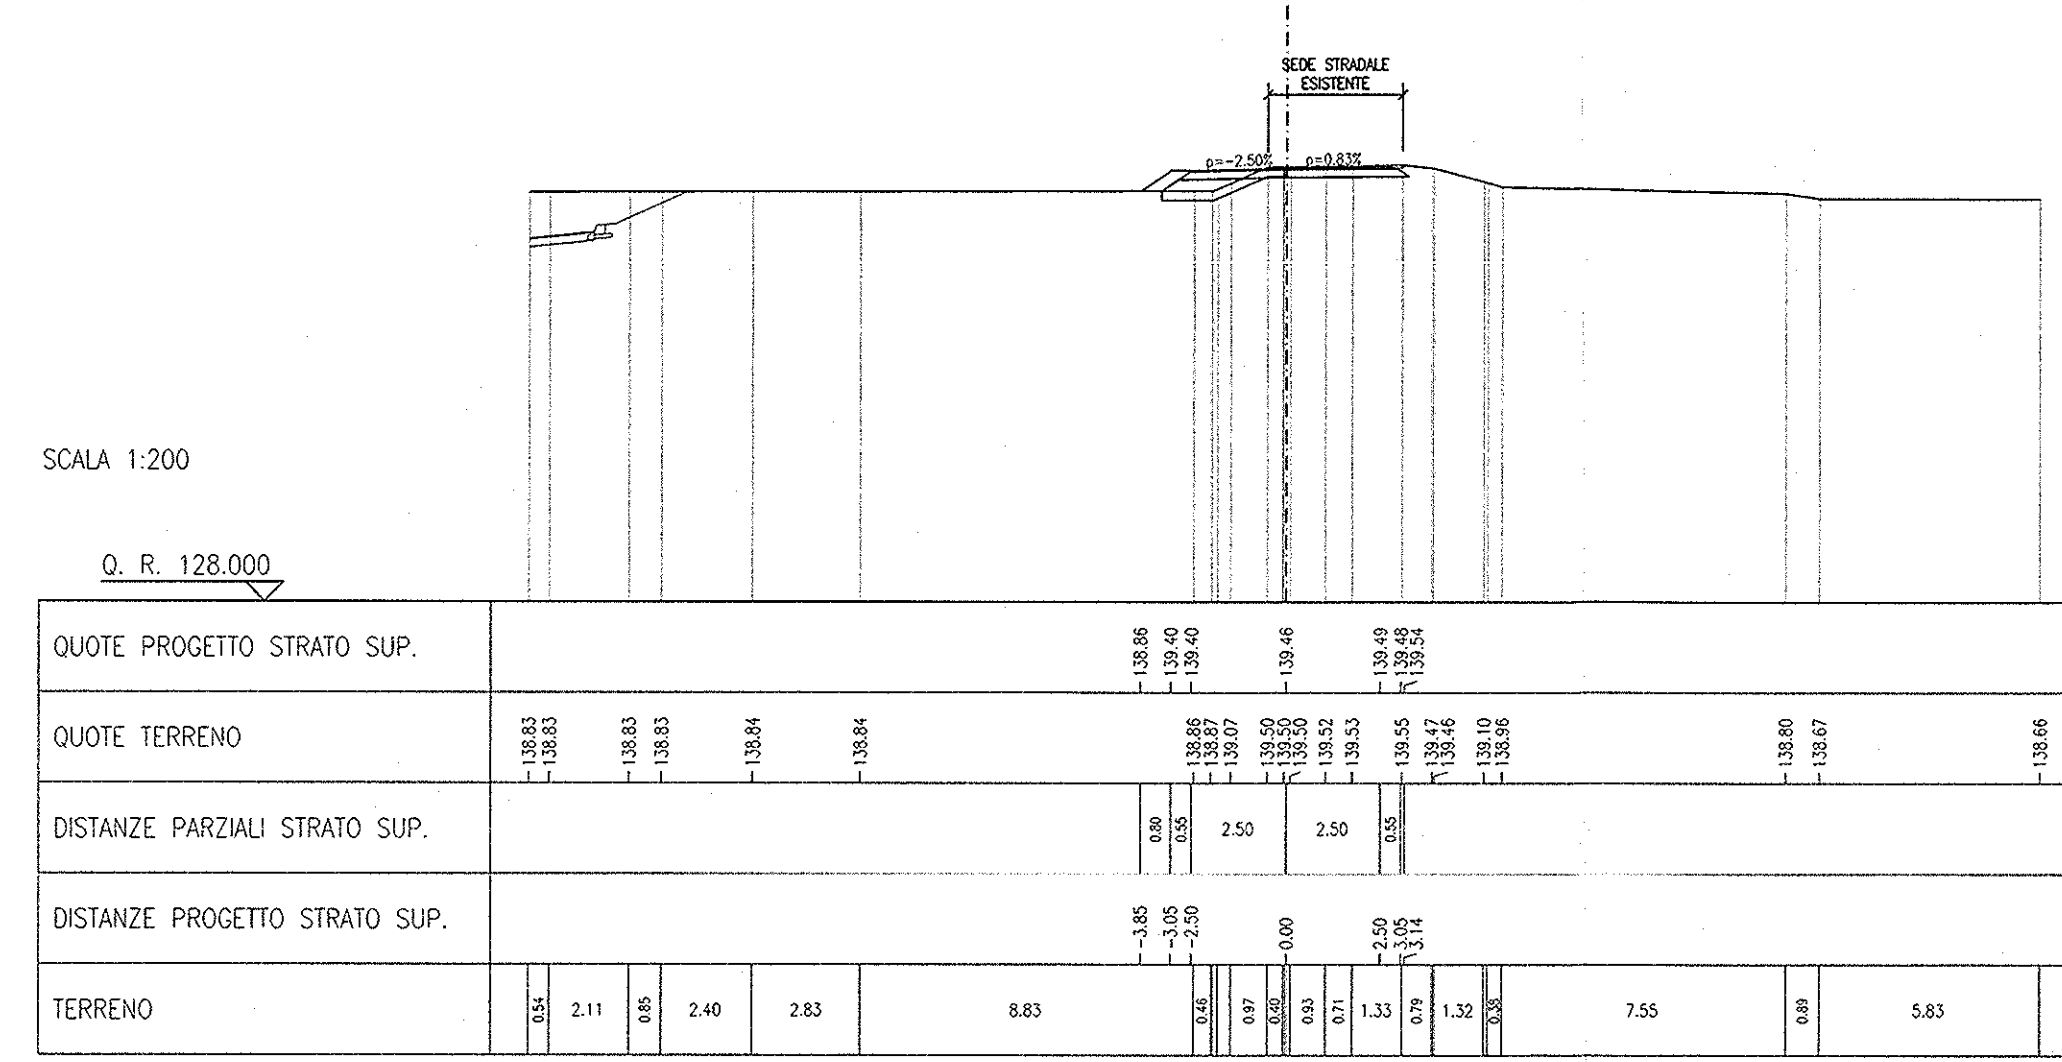 SEDE STRADALE
ESISTENTE
p=-2.50% p=0.83%
SCALA 1:200
Q. R. 128.000
QUOTE PROGETTO STRATO SUP. 138.86 139.40 139.40 139.46 139.49 139.48 139.54
QUOTE TERRENO 138.83 138.83 138.83 138.83 138.84 138.84 138.86 138.87 139.07 139.50 139.50 139.50 139.52 139.53 139.55 139.47 139.46 139.10 138.96 138.80 138.67 138.66
DISTANZE PARZIALI STRATO SUP. 0.80 0.55 2.50 2.50 0.55
DISTANZE PROGETTO STRATO SUP. -3.85 -3.05 -2.50 0.00 2.50 3.05 3.14
TERRENO 0.54 2.11 0.85 2.40 2.83 8.83 0.46 0.97 0.40 0.93 0.71 1.33 0.79 1.32 0.38 7.55 0.89 5.83